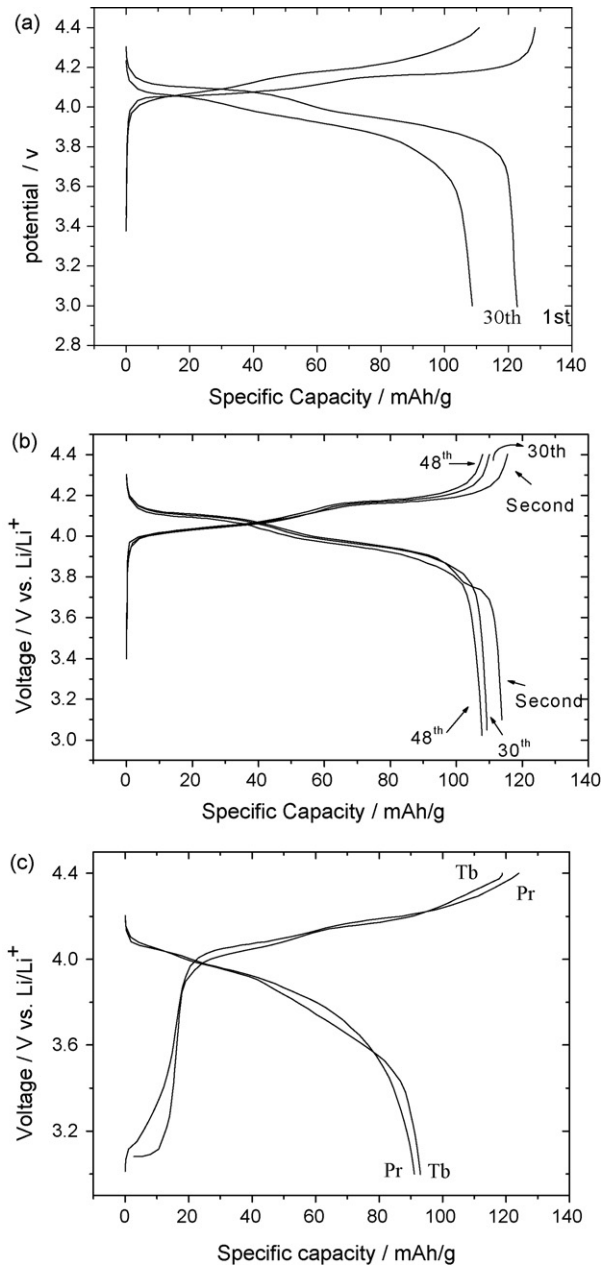 (a)
4.4
4.2
4.0
3.8
3.6
3.4
3.2
3.0
2.8
potential / v
30th 1st
0 20 40 60 80 100 120 140
Specific Capacity / mAh/g
(b)
4.4
4.2
4.0
3.8
3.6
3.4
3.2
3.0
Voltage / V vs. Li/Li+
48th
30th
Second
Second
48th
30th
0 20 40 60 80 100 120 140
Specific Capacity / mAh/g
(c)
4.4
4.0
3.6
3.2
Voltage / V vs. Li/Li+
Tb
Pr
Pr Tb
0 20 40 60 80 100 120 140
Specific capacity / mAh/g